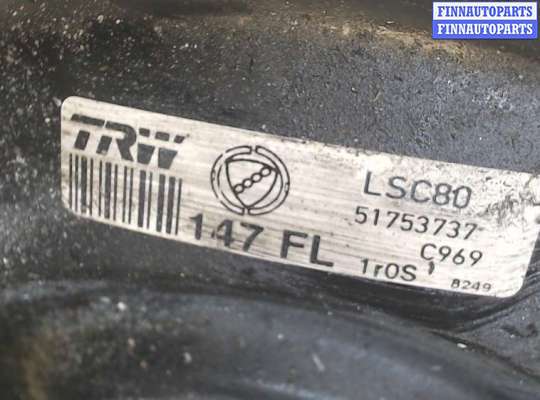 FINNAUTOPARTS
FINNAUTOPARTS
TRW
LSC80
51753737
147 FL
C969
1r0S
8249